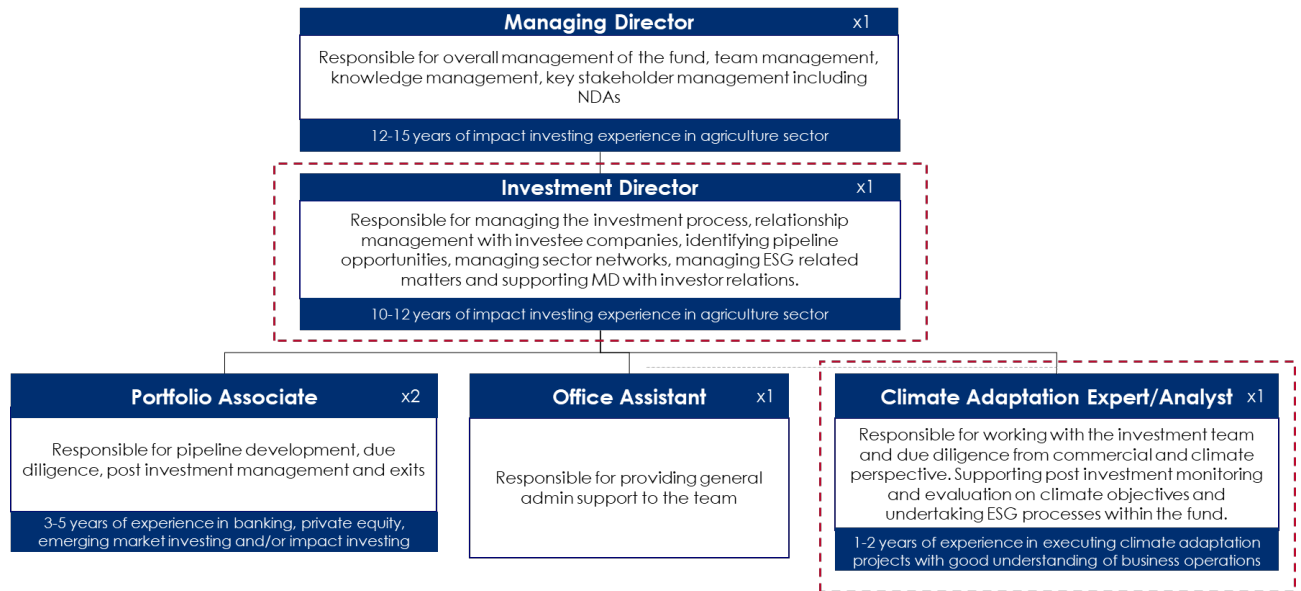 Managing Director x1
Responsible for overall management of the fund, team management,
knowledge management, key stakeholder management including
NDAs
12-15 years of impact investing experience in agriculture sector
Investment Director x1
Responsible for managing the investment process, relationship
management with investee companies, identifying pipeline
opportunities, managing sector networks, managing ESG related
matters and supporting MD with investor relations.
10-12 years of impact investing experience in agriculture sector
Portfolio Associate x2
Responsible for pipeline development, due
diligence, post investment management and exits
3-5 years of experience in banking, private equity,
emerging market investing and/or impact investing
Office Assistant x1
Responsible for providing general
admin support to the team
Climate Adaptation Expert/Analyst x1
Responsible for working with the investment team
and due diligence from commercial and climate
perspective. Supporting post investment monitoring
and evaluation on climate objectives and
undertaking ESG processes within the fund.
1-2 years of experience in executing climate adaptation
projects with good understanding of business operations